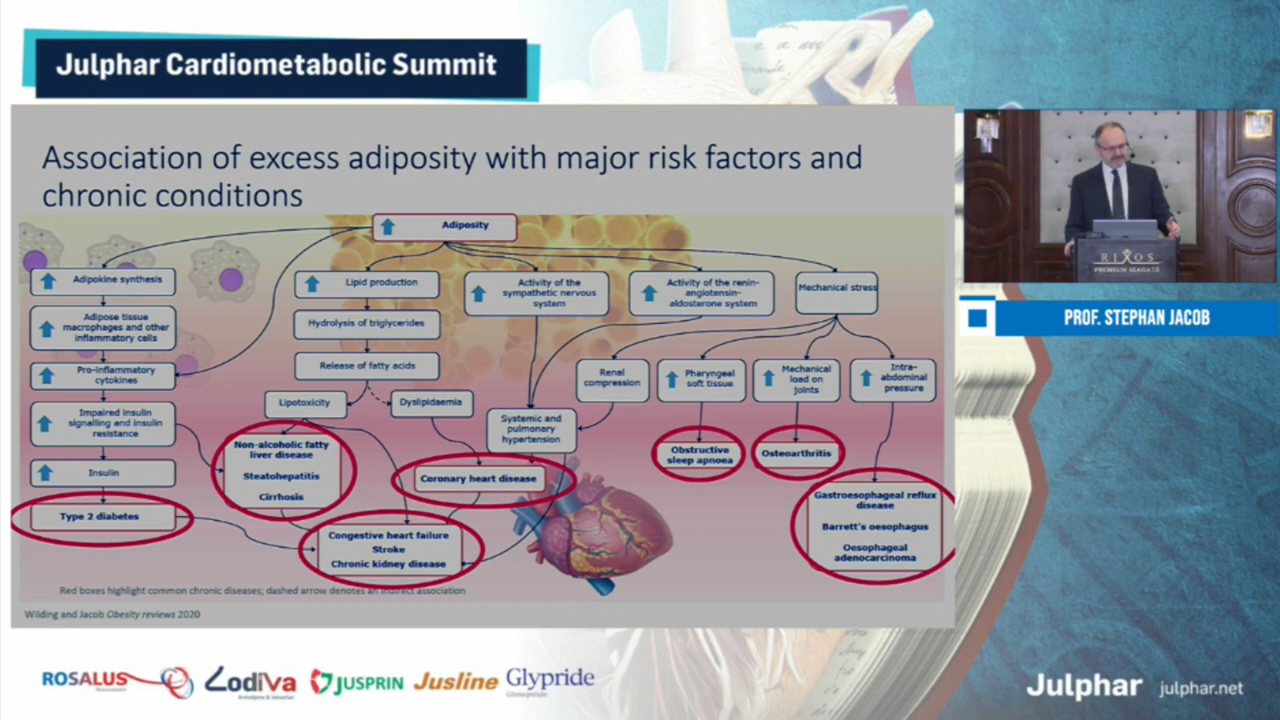 Julphar Cardiometabolic Summit
Association of excess adiposity with major risk factors and
chronic conditions
Adiposity
Adipokine synthesis
Adipose tissue
macrophages and other
inflammatory cells
Pro-inflammatory
cytokines
Impaired insulin
signalling and insulin
resistance
Insulin
Type 2 diabetes
Lipid production
Hydrolysis of triglycerides
Release of fatty acids
Lipotoxicity
Dyslipidaemia
Non-alcoholic fatty
liver disease
Steatohepatitis
Cirrhosis
Coronary heart disease
Congestive heart failure
Stroke
Chronic kidney disease
Activity of the
sympathetic nervous
system
Systemic and
pulmonary
hypertension
Activity of the renin-
angiotensin-
aldosterone system
Mechanical stress
Renal
compression
Pharyngeal
soft tissue
Mechanical
load on
joints
Intra-
abdominal
pressure
Obstructive
sleep apnoea
Osteoarthritis
Gastroesophageal reflux
disease
Barrett's oesophagus
Oesophageal
adenocarcinoma
Red boxes highlight common chronic diseases; dashed arrow denotes an indirect association
Wilding and Jacob Obesity reviews 2020
RIXOS
PREMIUM SEAGATE
PROF. STEPHAN JACOB
ROSALUS
Lodiva
Amlodipine & Valsartan
JUSPRIN
Jusline
Glypride
Glimepiride
Julphar
julphar.net